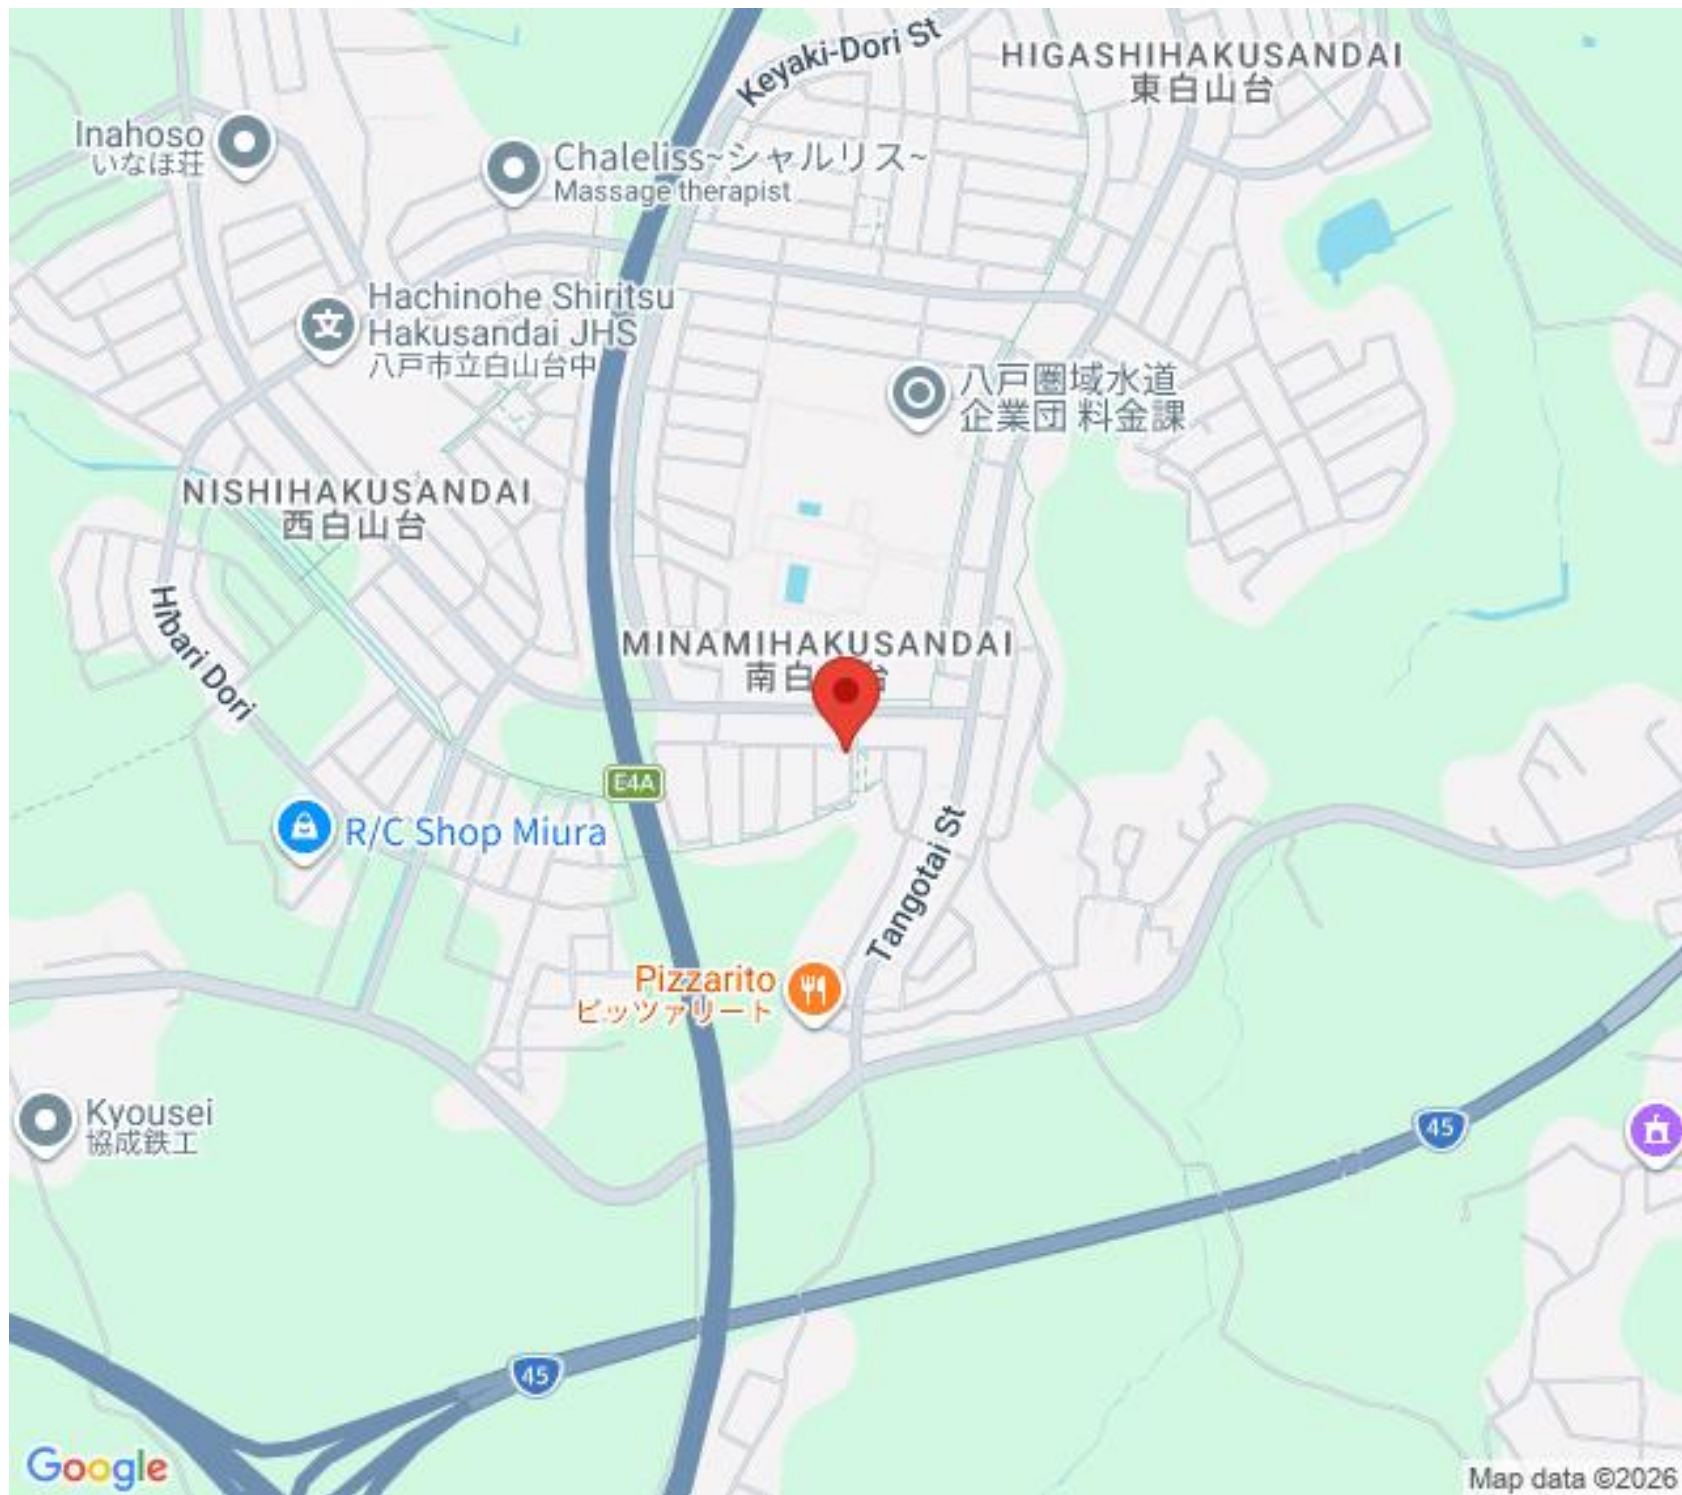 Keyaki-Dori St
HIGASHIHAKUSANDAI
東白山台
Inahoso
いなほ荘
Chaleliss~シャルリス~
Massage therapist
Hachinohe Shiritsu
Hakusandai JHS
八戸市立白山台中
八戸圏域水道
企業団 料金課
NISHIHAKUSANDAI
西白山台
Hibari Dori
MINAMIHAKUSANDAI
南白 台
E4A
R/C Shop Miura
Tangotai St
Pizzarito
ピッツァリート
Kyousei
協成鉄工
45
45
Google
Map data ©2026